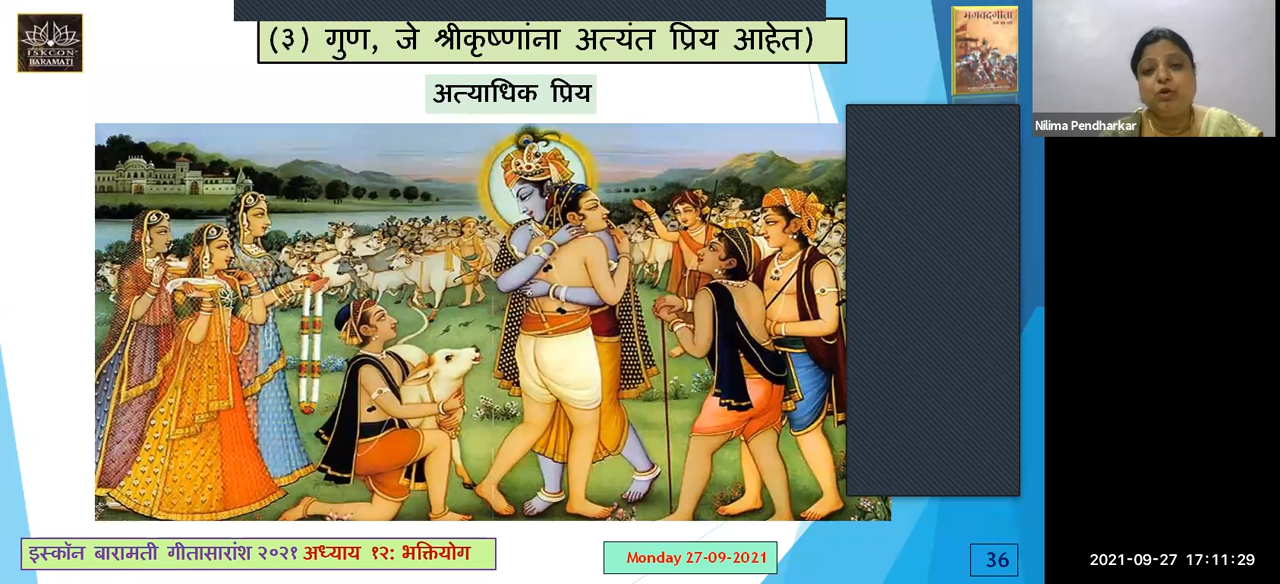 (३) गुण, जे श्रीकृष्णांना अत्यंत प्रिय आहेत)
अत्याधिक प्रिय
ISKCON
BARAMATI
भगवद्गीता
Nilima Pendharkar
इस्कॉन बारामती गीतासारांश २०२१ अध्याय १२: भक्तियोग
Monday 27-09-2021
36
2021-09-27 17:11:29